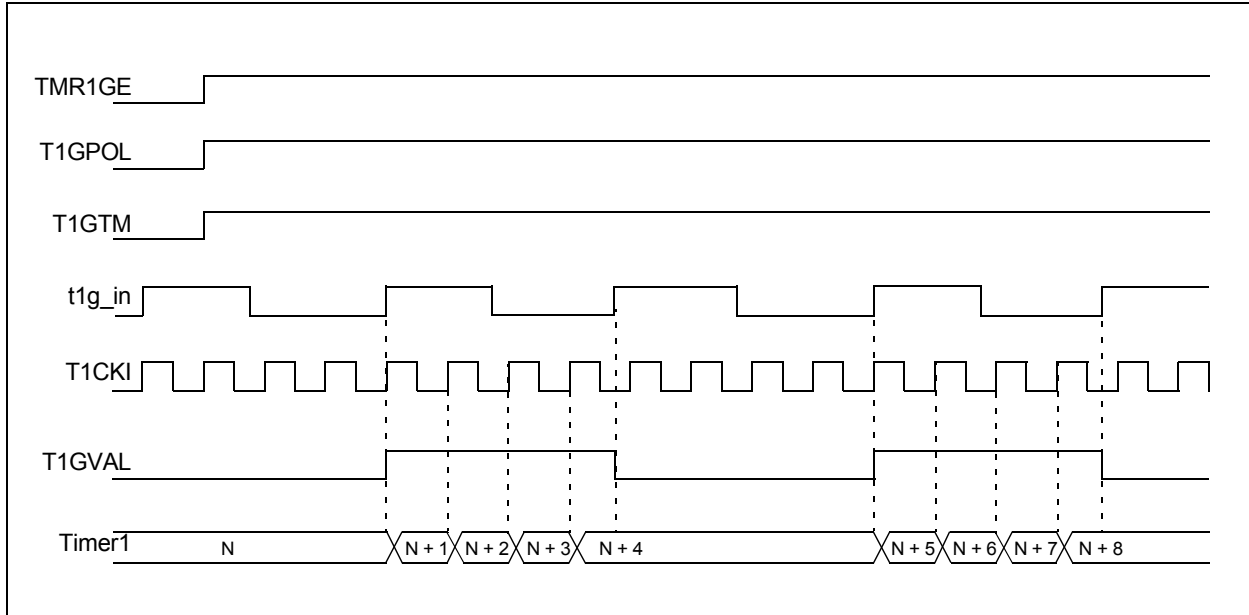 TMR1GE
T1GPOL
T1GTM
t1g_in
T1CKI
T1GVAL
Timer1 N N + 1 N + 2 N + 3 N + 4 N + 5 N + 6 N + 7 N + 8